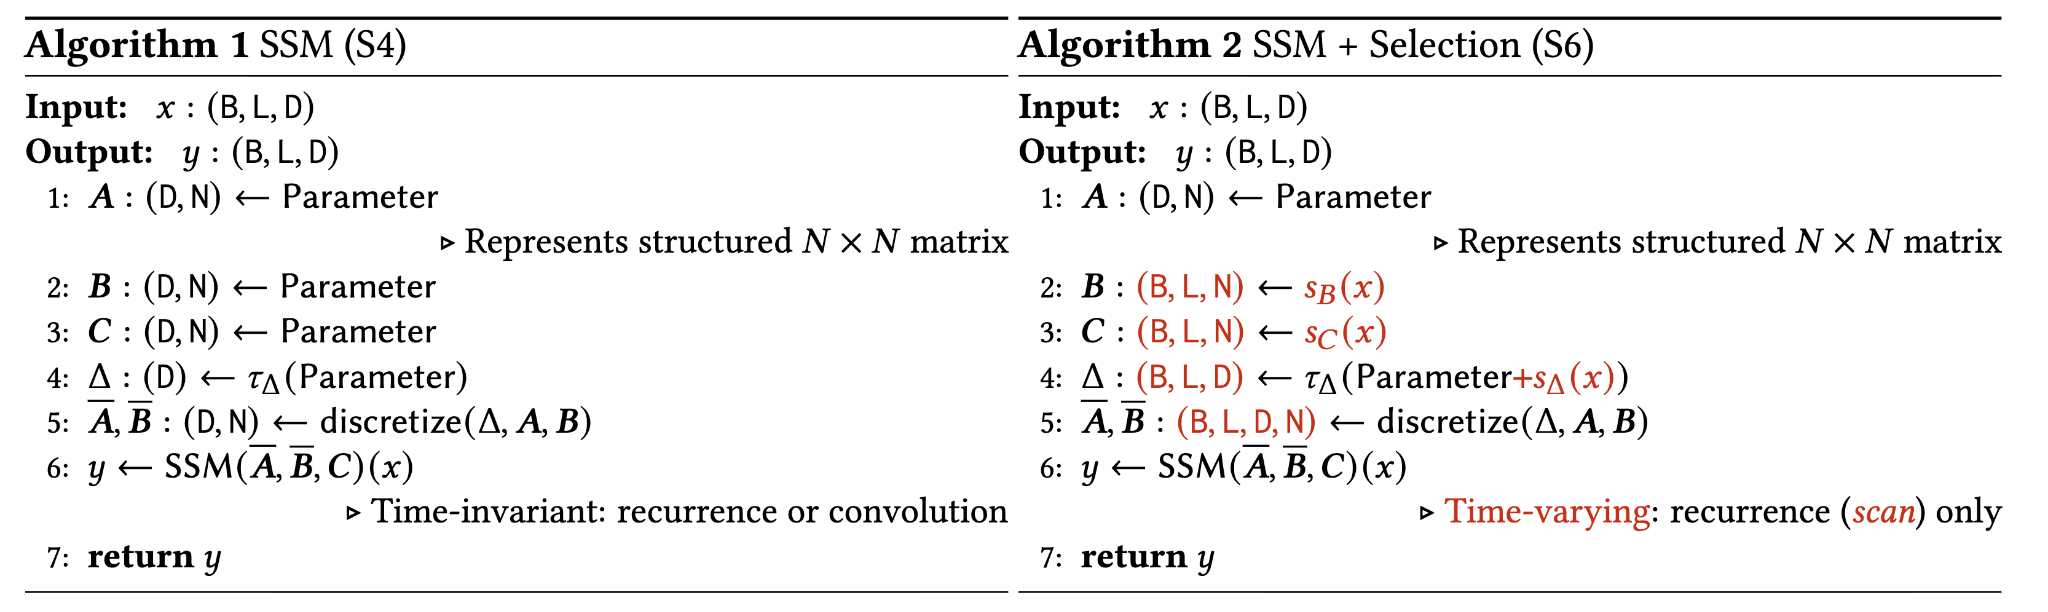 Algorithm 1 SSM (S4)
Input: x : (B, L, D)
Output: y : (B, L, D)
1: A : (D, N) ← Parameter
▹ Represents structured N × N matrix
2: B : (D, N) ← Parameter
3: C : (D, N) ← Parameter
4: Δ : (D) ← τ_Δ(Parameter)
5: A̅, B̅ : (D, N) ← discretize(Δ, A, B)
6: y ← SSM(A̅, B̅, C)(x)
▹ Time-invariant: recurrence or convolution
7: return y
Algorithm 2 SSM + Selection (S6)
Input: x : (B, L, D)
Output: y : (B, L, D)
1: A : (D, N) ← Parameter
▹ Represents structured N × N matrix
2: B : (B, L, N) ← s_B(x)
3: C : (B, L, N) ← s_C(x)
4: Δ : (B, L, D) ← τ_Δ(Parameter+s_Δ(x))
5: A̅, B̅ : (B, L, D, N) ← discretize(Δ, A, B)
6: y ← SSM(A̅, B̅, C)(x)
▹ Time-varying: recurrence (scan) only
7: return y